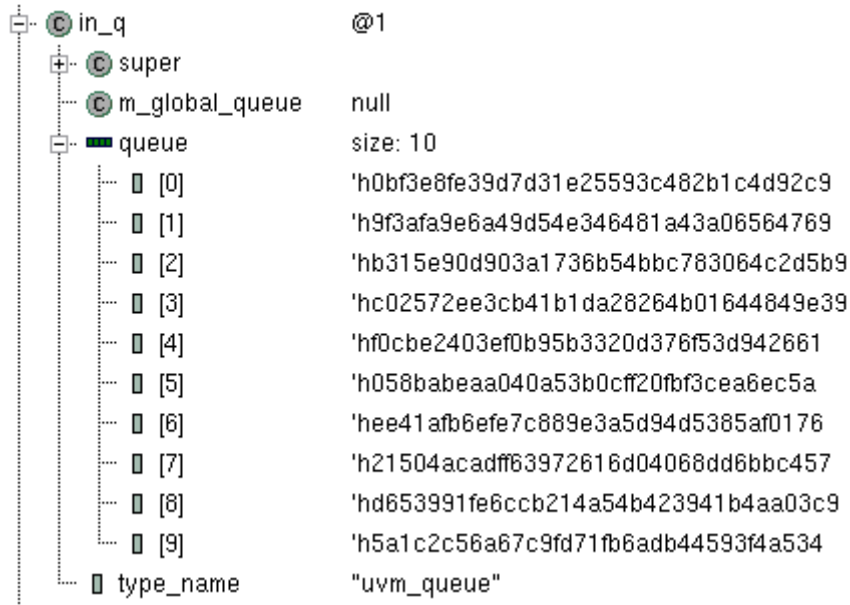 in_q @1
super
m_global_queue null
queue size: 10
[0] 'h0bf3e8fe39d7d31e25593c482b1c4d92c9
[1] 'h9f3afa9e6a49d54e346481a43a06564769
[2] 'hb315e90d903a1736b54bbc783064c2d5b9
[3] 'hc02572ee3cb41b1da28264b01644849e39
[4] 'hf0cbe2403ef0b95b3320d376f53d942661
[5] 'h058babeaa040a53b0cff20fbf3cea6ec5a
[6] 'hee41afb6efe7c889e3a5d94d5385af0176
[7] 'h21504acadff63972616d04068dd6bbc457
[8] 'hd653991fe6ccb214a54b423941b4aa03c9
[9] 'h5a1c2c56a67c9fd71fb6adb44593f4a534
type_name "uvm_queue"